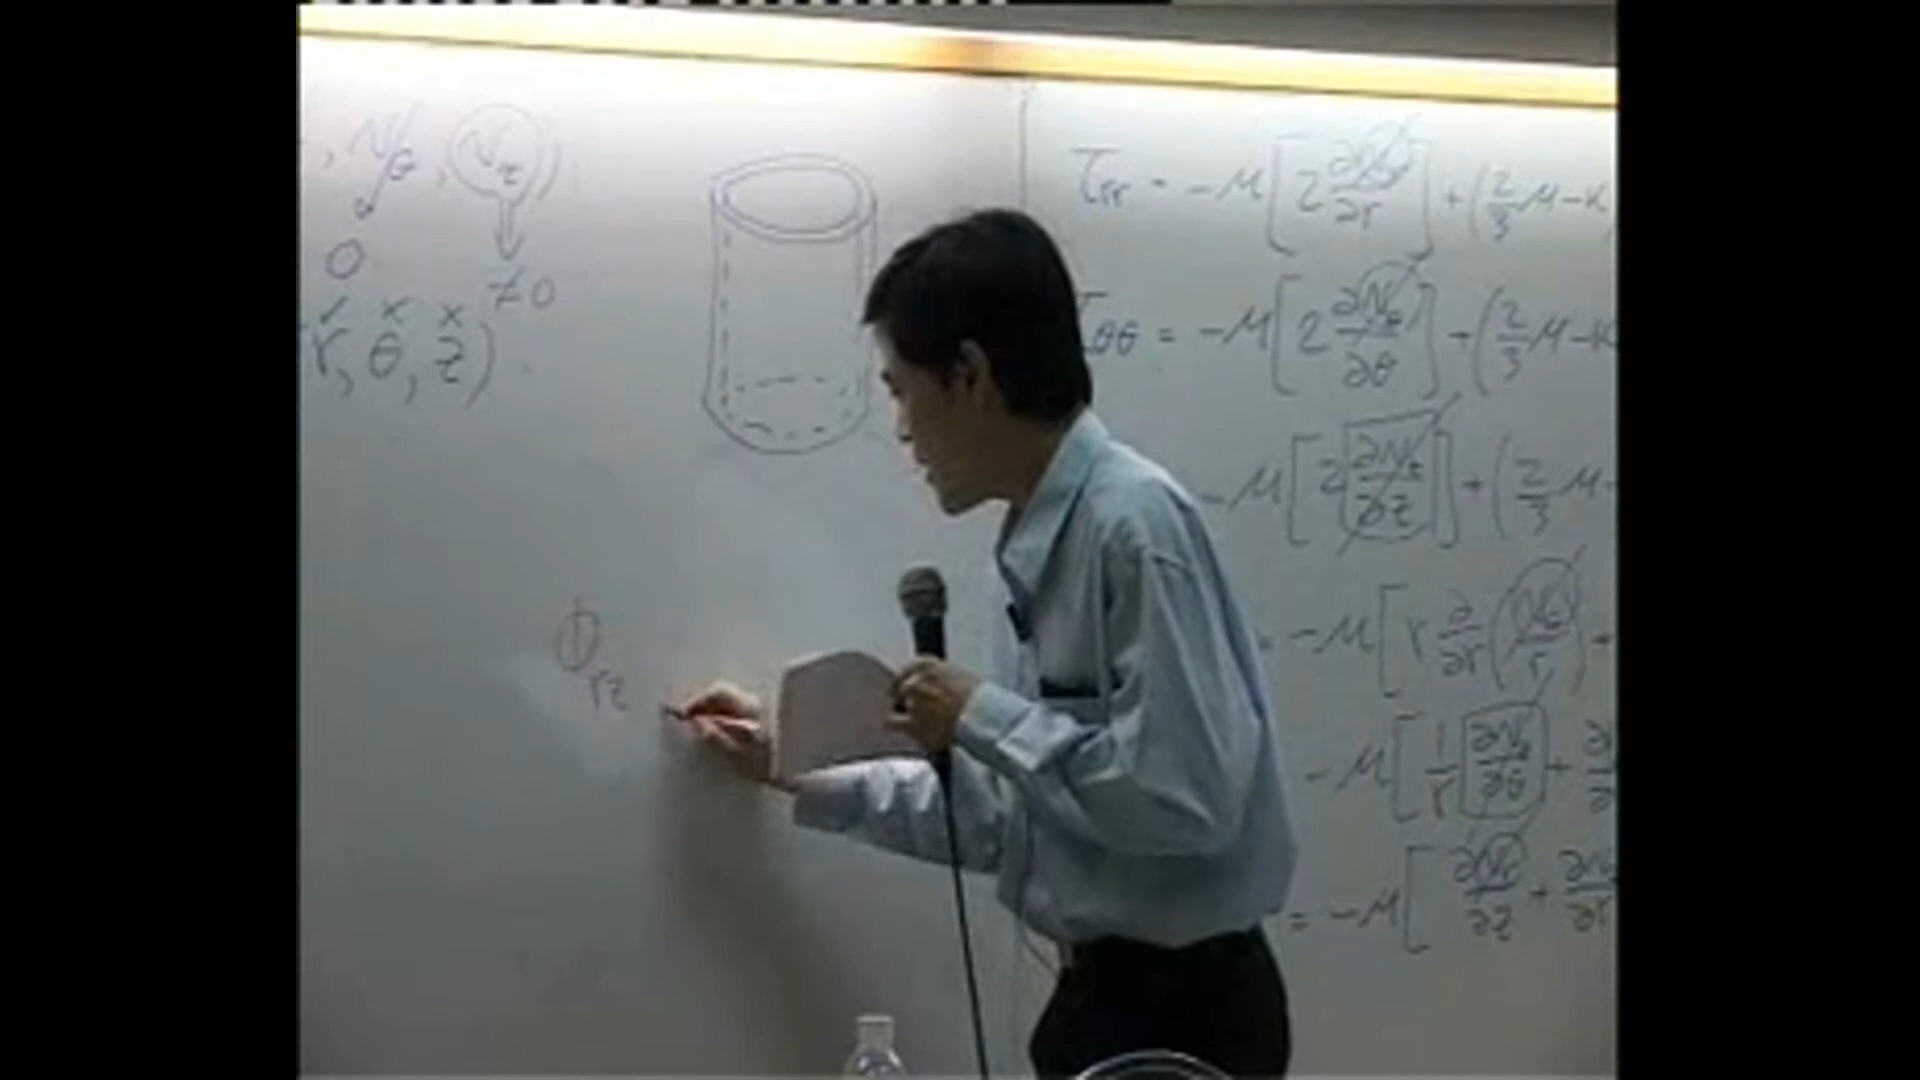 , v_θ, v_z)
0
≠0
✓ × ×
r, θ, z)
Φ_rz
τ_rr = -μ[2 ∂v_r/∂r] + (2/3 μ-κ
τ_θθ = -μ[2 ∂v_θ/∂θ] + (2/3 μ-κ
-μ[2 ∂v_z/∂z] + (2/3 μ-
= -μ[r ∂/∂r (v_θ/r) +
-μ[1/r ∂v_z/∂θ + ∂
= -μ[∂v_r/∂z + ∂v/∂r